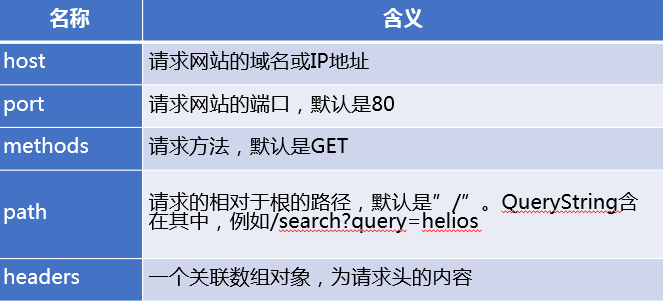 名称 含义
host 请求网站的域名或IP地址
port 请求网站的端口，默认是80
methods 请求方法，默认是GET
path 请求的相对于根的路径，默认是”/”。QueryString含
在其中，例如/search?query=helios
headers 一个关联数组对象，为请求头的内容